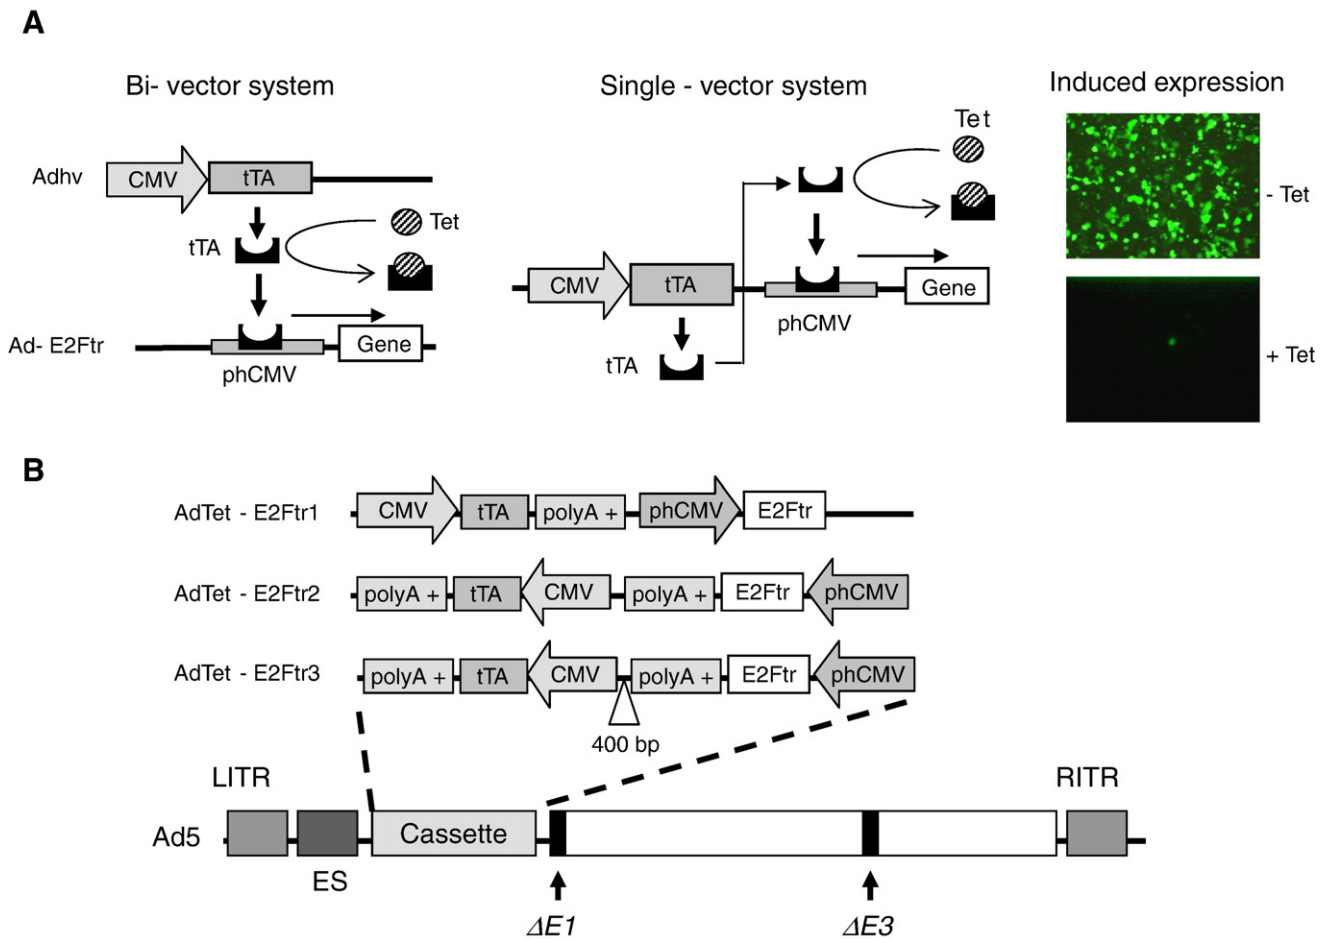 A
Bi- vector system
Single - vector system
Induced expression
Adhv
CMV
tTA
Tet
tTA
Ad- E2Ftr
Gene
phCMV
Tet
CMV
tTA
Gene
phCMV
tTA
- Tet
+ Tet
B
AdTet - E2Ftr1
CMV
tTA
polyA +
phCMV
E2Ftr
AdTet - E2Ftr2
polyA +
tTA
CMV
polyA +
E2Ftr
phCMV
AdTet - E2Ftr3
polyA +
tTA
CMV
polyA +
E2Ftr
phCMV
400 bp
LITR
RITR
Ad5
Cassette
ES
ΔE1
ΔE3